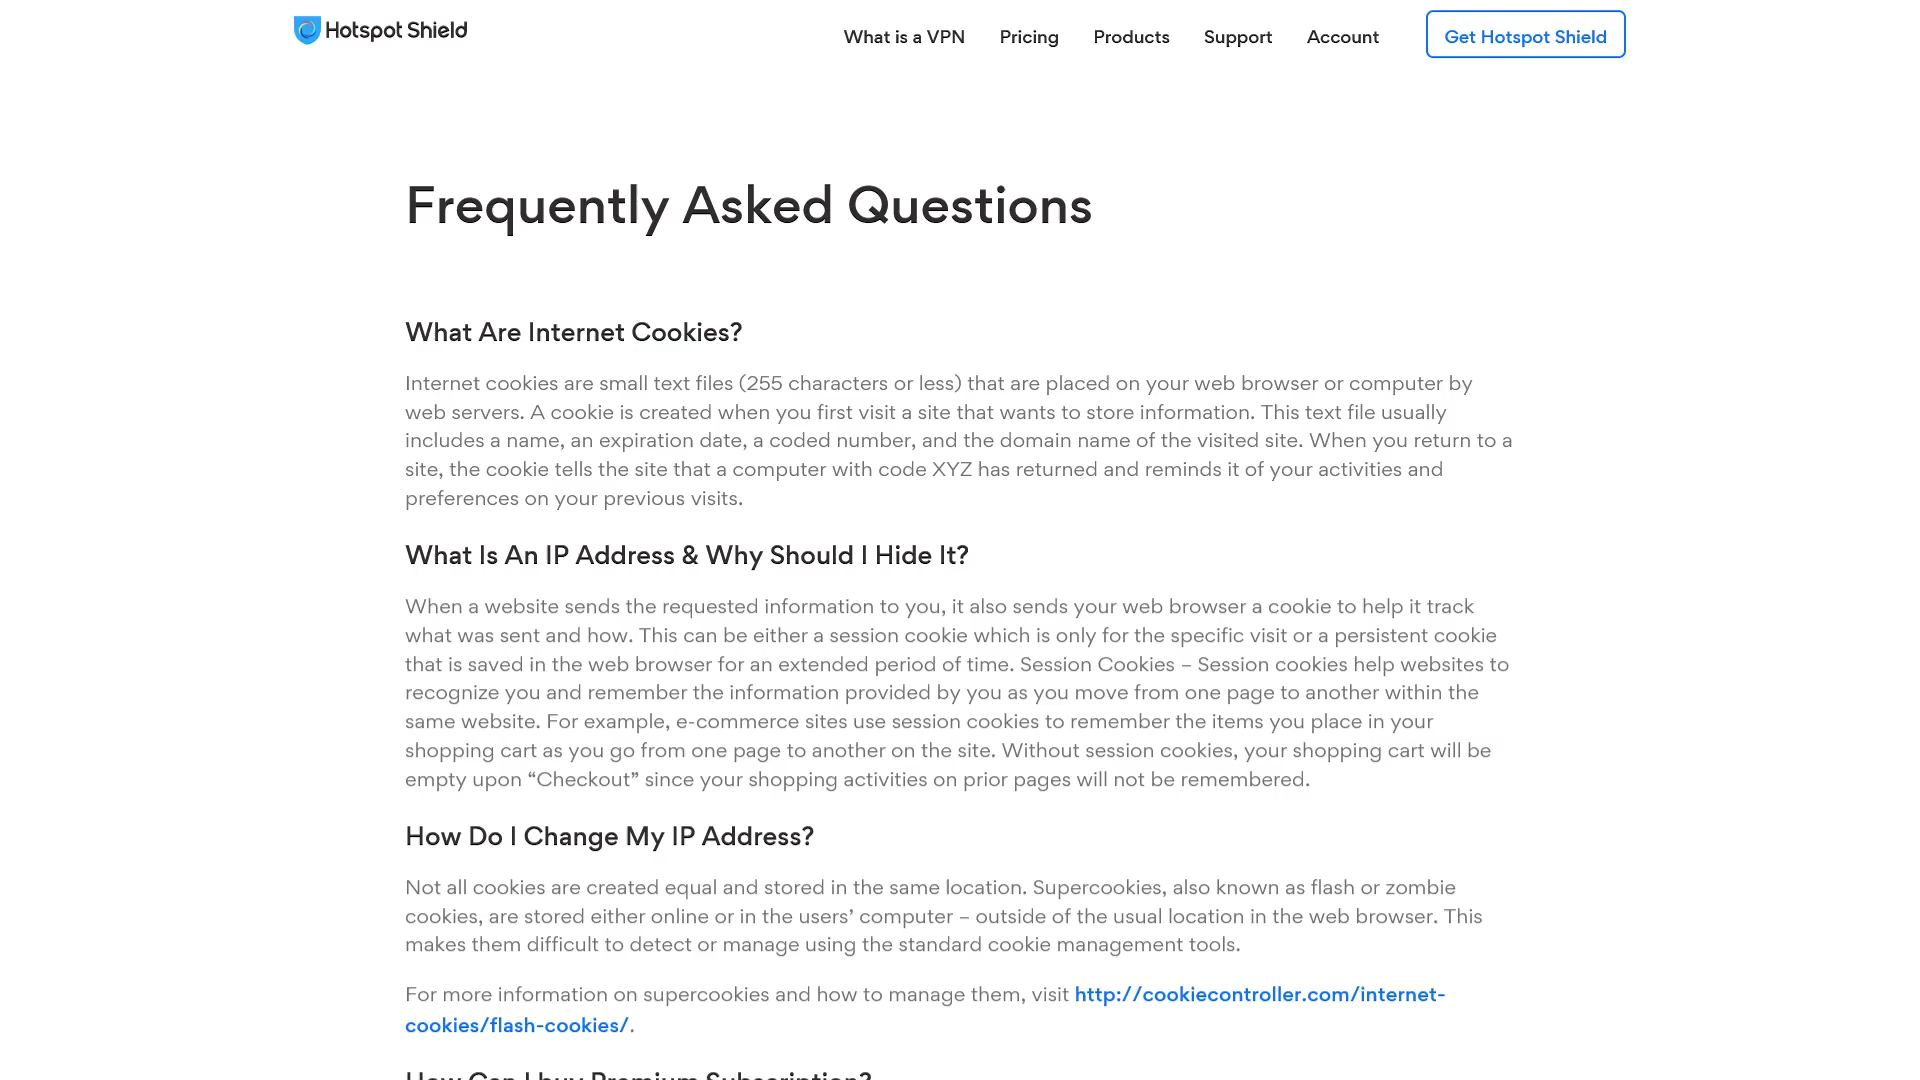 Hotspot Shield
What is a VPN
Pricing
Products
Support
Account
Get Hotspot Shield
Frequently Asked Questions
What Are Internet Cookies?
Internet cookies are small text files (255 characters or less) that are placed on your web browser or computer by
web servers. A cookie is created when you first visit a site that wants to store information. This text file usually
includes a name, an expiration date, a coded number, and the domain name of the visited site. When you return to a
site, the cookie tells the site that a computer with code XYZ has returned and reminds it of your activities and
preferences on your previous visits.
What Is An IP Address & Why Should I Hide It?
When a website sends the requested information to you, it also sends your web browser a cookie to help it track
what was sent and how. This can be either a session cookie which is only for the specific visit or a persistent cookie
that is saved in the web browser for an extended period of time. Session Cookies – Session cookies help websites to
recognize you and remember the information provided by you as you move from one page to another within the
same website. For example, e-commerce sites use session cookies to remember the items you place in your
shopping cart as you go from one page to another on the site. Without session cookies, your shopping cart will be
empty upon “Checkout” since your shopping activities on prior pages will not be remembered.
How Do I Change My IP Address?
Not all cookies are created equal and stored in the same location. Supercookies, also known as flash or zombie
cookies, are stored either online or in the users’ computer – outside of the usual location in the web browser. This
makes them difficult to detect or manage using the standard cookie management tools.
For more information on supercookies and how to manage them, visit http://cookiecontroller.com/internet-
cookies/flash-cookies/.
How Can I buy Premium Subscription?